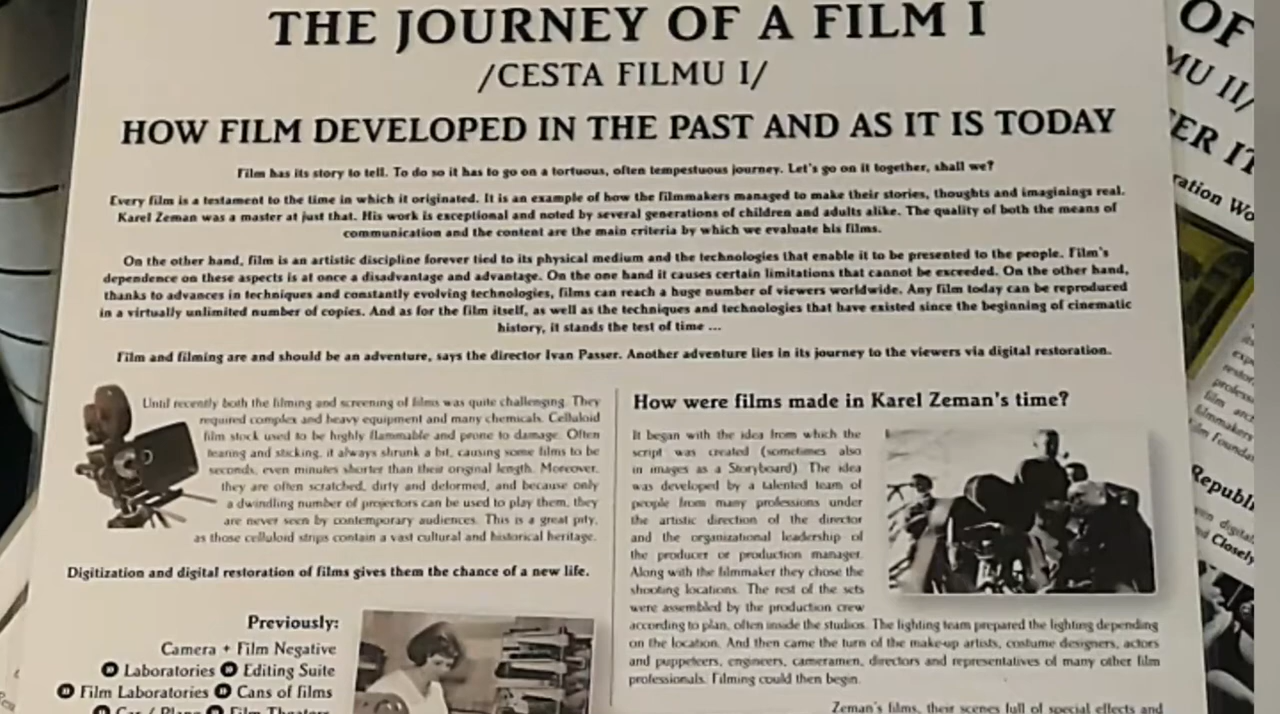 THE JOURNEY OF A FILM I
/CESTA FILMU I/
HOW FILM DEVELOPED IN THE PAST AND AS IT IS TODAY
Film has its story to tell. To do so it has to go on a tortuous, often tempestuous journey. Let's go on it together, shall we?
Every film is a testament to the time in which it originated. It is an example of how the filmmakers managed to make their stories, thoughts and imaginings real.
Karel Zeman was a master at just that. His work is exceptional and noted by several generations of children and adults alike. The quality of both the means of
communication and the content are the main criteria by which we evaluate his films.
On the other hand, film is an artistic discipline forever tied to its physical medium and the technologies that enable it to be presented to the people. Film's
dependence on these aspects is at once a disadvantage and advantage. On the one hand it causes certain limitations that cannot be exceeded. On the other hand,
thanks to advances in techniques and constantly evolving technologies, films can reach a huge number of viewers worldwide. Any film today can be reproduced
in a virtually unlimited number of copies. And as for the film itself, as well as the techniques and technologies that have existed since the beginning of cinematic
history, it stands the test of time ...
Film and filming are and should be an adventure, says the director Ivan Passer. Another adventure lies in its journey to the viewers via digital restoration.
Until recently both the filming and screening of films was quite challenging. They
required complex and heavy equipment and many chemicals. Celluloid
film stock used to be highly flammable and prone to damage. Often
tearing and sticking, it always shrunk a bit, causing some films to be
seconds, even minutes shorter than their original length. Moreover,
they are often scratched, dirty and deformed, and because only
a dwindling number of projectors can be used to play them, they
are never seen by contemporary audiences. This is a great pity,
as those celluloid strips contain a vast cultural and historical heritage.
Digitization and digital restoration of films gives them the chance of a new life.
Previously:
Camera + Film Negative
Laboratories Editing Suite
Film Laboratories Cans of films
Car / Plane Film Theaters
How were films made in Karel Zeman's time?
It began with the idea from which the
script was created (sometimes also
in images as a Storyboard). The idea
was developed by a talented team of
people from many professions under
the artistic direction of the director
and the organizational leadership of
the producer or production manager.
Along with the filmmaker they chose the
shooting locations. The rest of the sets
were assembled by the production crew
according to plan, often inside the studios. The lighting team prepared the lighting depending
on the location. And then came the turn of the make-up artists, costume designers, actors
and puppeteers, engineers, cameramen, directors and representatives of many other film
professionals. Filming could then begin.
Zeman's films, their scenes full of special effects and
OF
MU II/